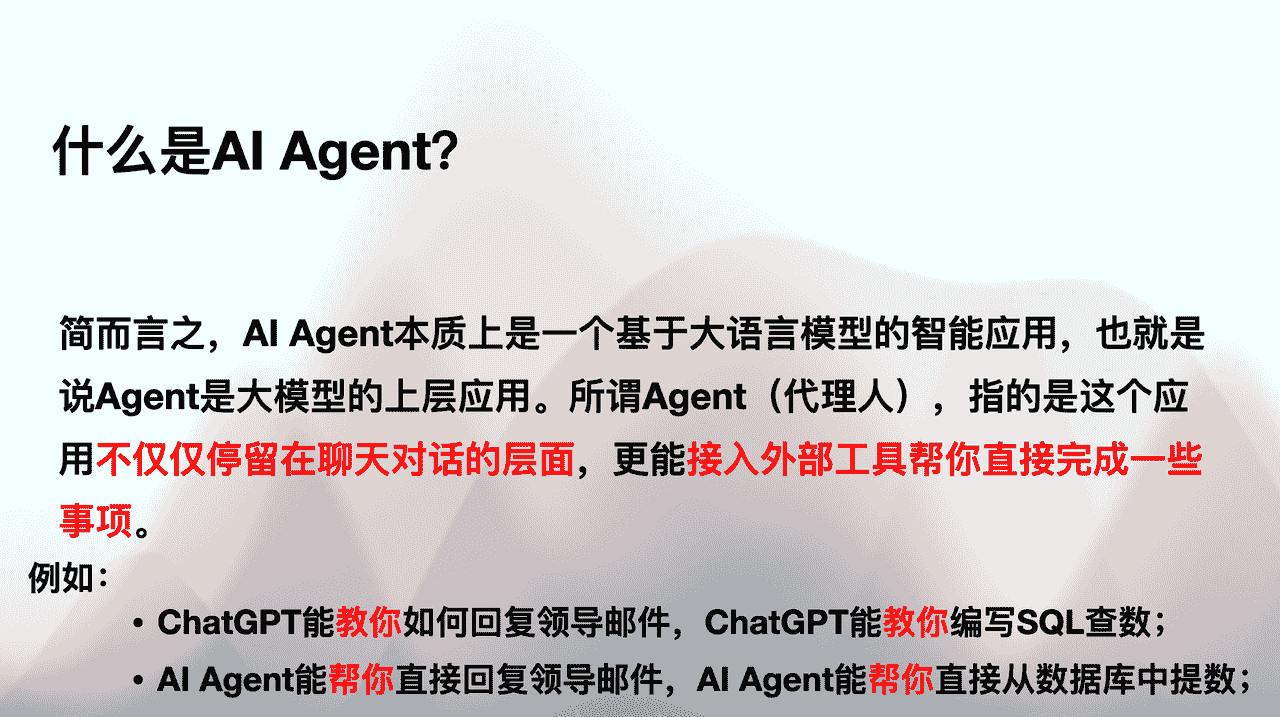 什么是AI Agent？
简而言之，AI Agent本质上是一个基于大语言模型的智能应用，也就是
说Agent是大模型的上层应用。所谓Agent（代理人），指的是这个应
用不仅仅停留在聊天对话的层面，更能接入外部工具帮你直接完成一些
事项。
例如：
• ChatGPT能教你如何回复领导邮件，ChatGPT能教你编写SQL查数；
• AI Agent能帮你直接回复领导邮件，AI Agent能帮你直接从数据库中提数；